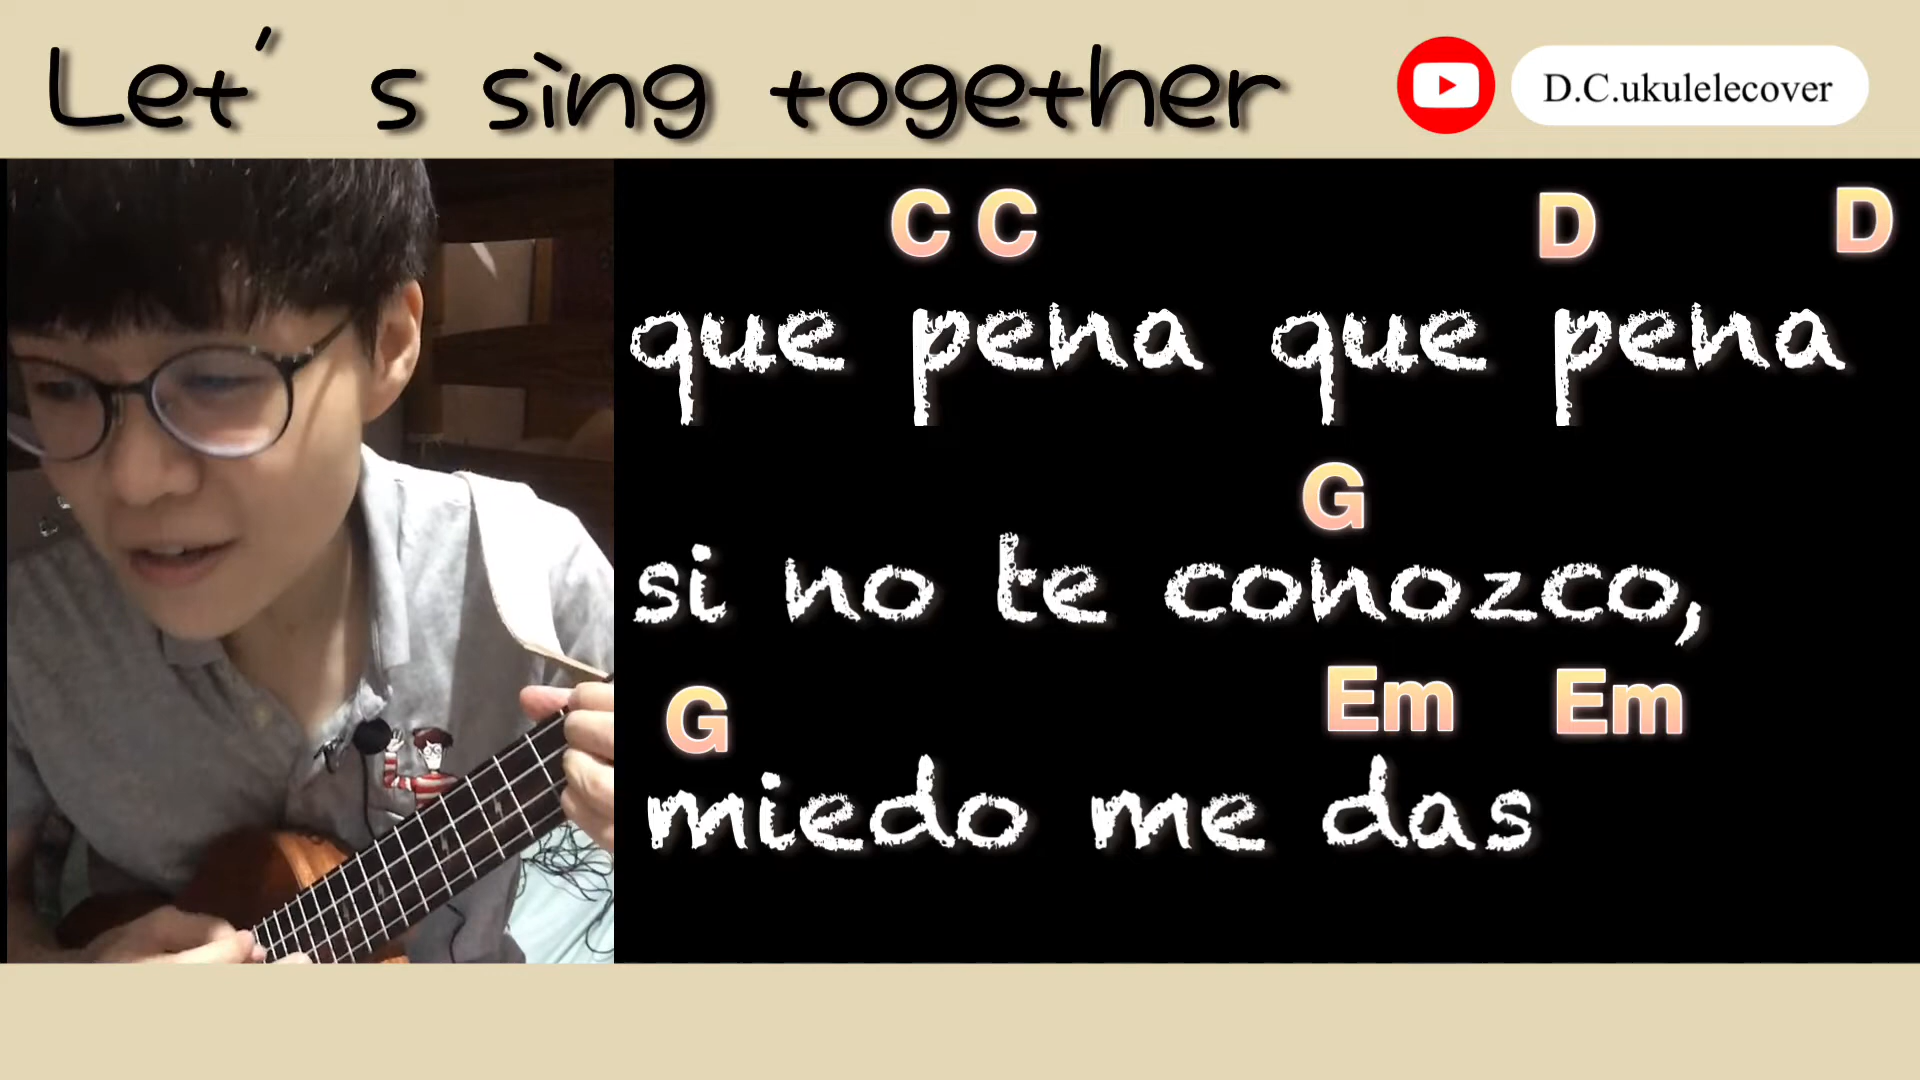 Let's sing together
D.C.ukulelecover
C C D D
que pena que pena
G
si no te conozco,
G Em Em
miedo me das